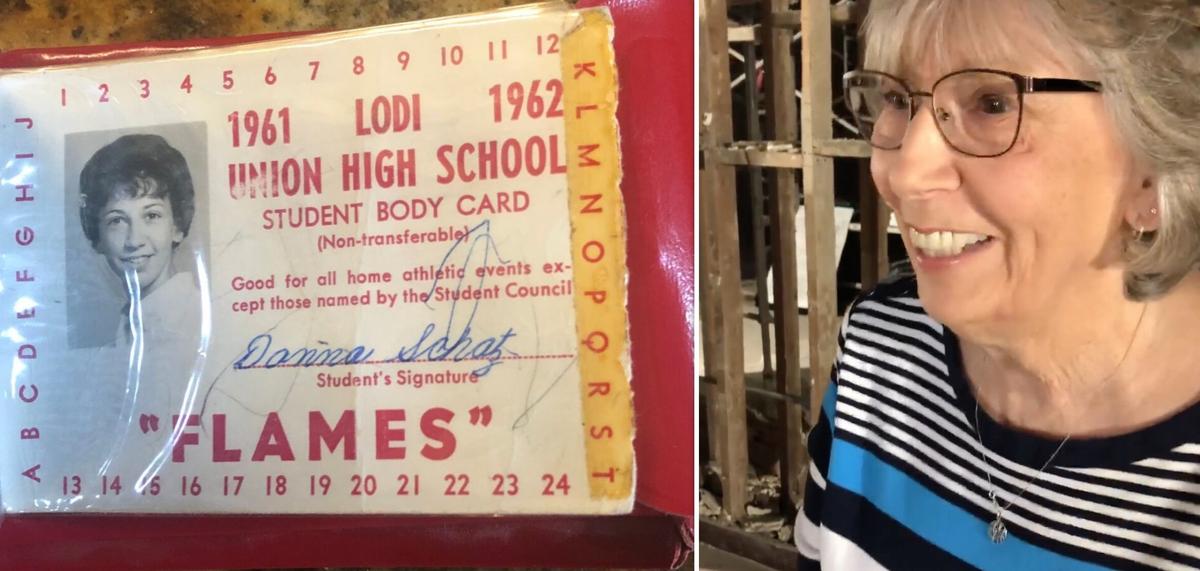 1 2 3 4 5 6 7 8 9 10 11 12
1961 LODI 1962
UNION HIGH SCHOOL
STUDENT BODY CARD
(Non-transferable)
Good for all home athletic events ex-
cept those named by the Student Council
Donna Schatz
Student's Signature
"FLAMES"
13 14 15 16 17 18 19 20 21 22 23 24
A B C D E F G H I J
K L M N O P Q R S T